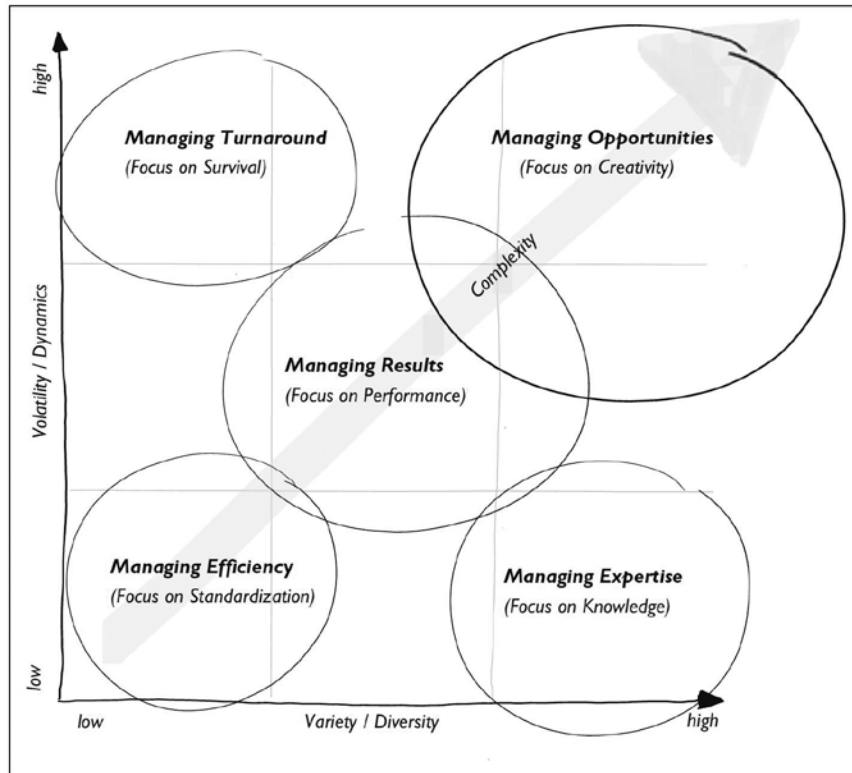 high
Managing Turnaround
(Focus on Survival)
Managing Opportunities
(Focus on Creativity)
Complexity
Volatility / Dynamics
Managing Results
(Focus on Performance)
Managing Efficiency
(Focus on Standardization)
Managing Expertise
(Focus on Knowledge)
low
low
Variety / Diversity
high